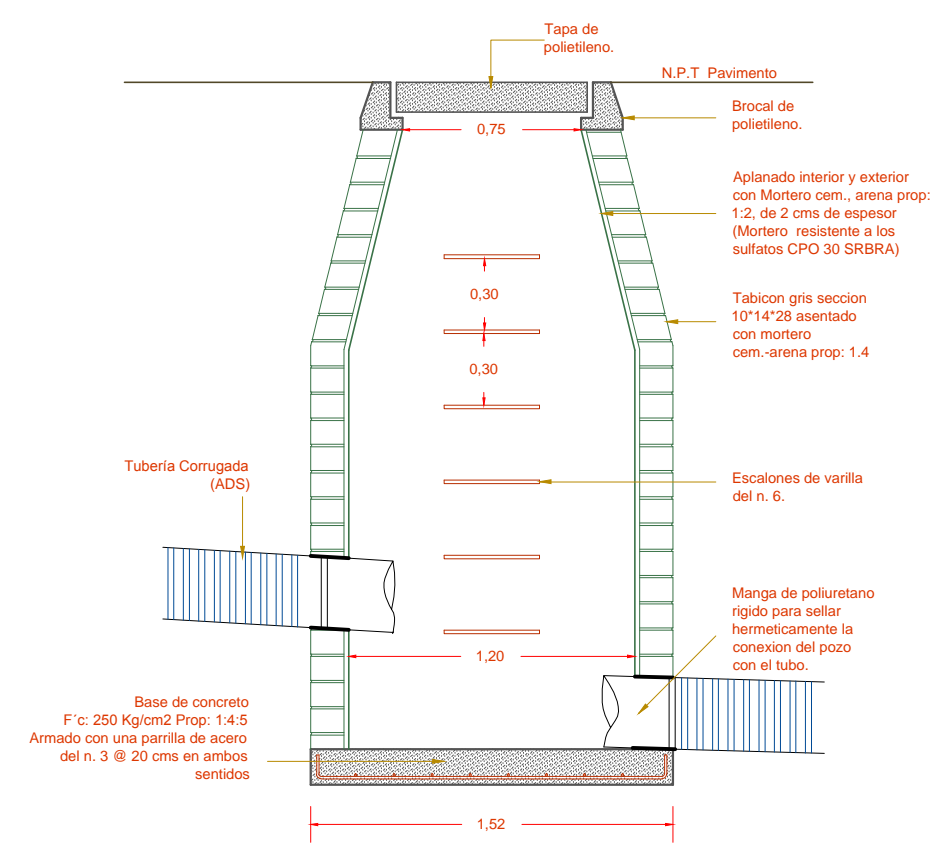 Tapa de
polietileno.
N.P.T Pavimento
Brocal de
polietileno.
0,75
Aplanado interior y exterior
con Mortero cem., arena prop:
1:2, de 2 cms de espesor
(Mortero resistente a los
sulfatos CPO 30 SRBRA)
0,30
Tabicon gris seccion
10*14*28 asentado
con mortero
cem.-arena prop: 1.4
0,30
Tubería Corrugada
(ADS)
Escalones de varilla
del n. 6.
Manga de poliuretano
rigido para sellar
hermeticamente la
conexion del pozo
con el tubo.
1,20
Base de concreto
F´c: 250 Kg/cm2 Prop: 1:4:5
Armado con una parrilla de acero
del n. 3 @ 20 cms en ambos
sentidos
1,52